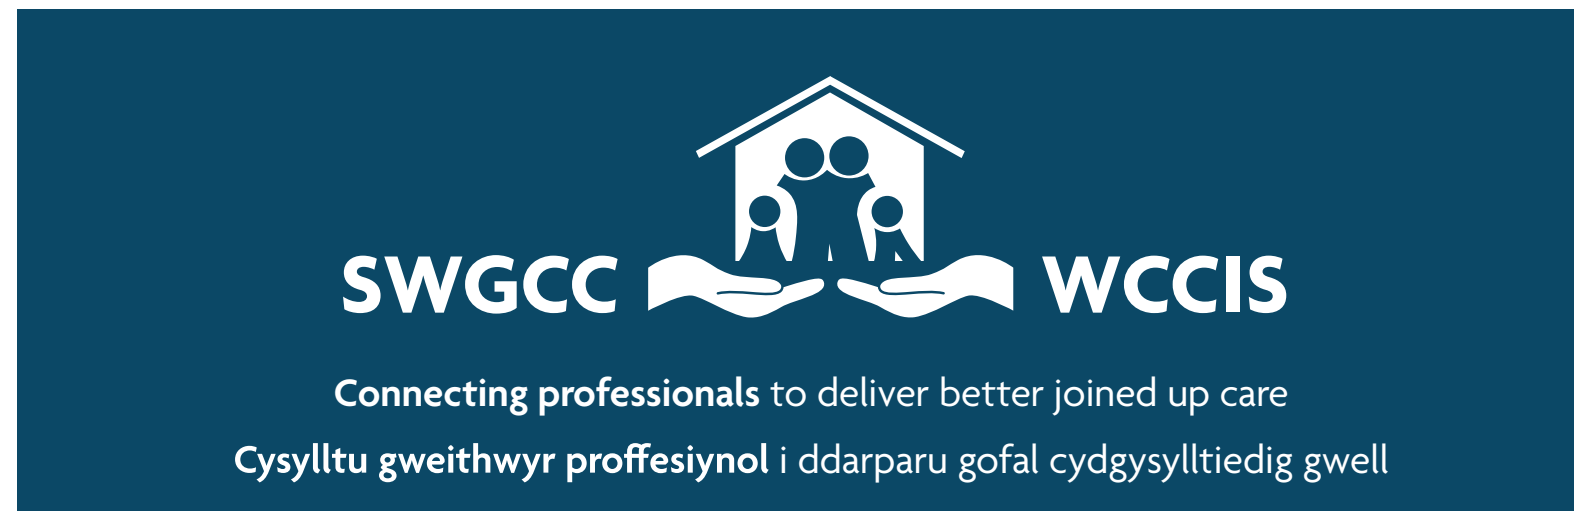 SWGCC WCCIS
Connecting professionals to deliver better joined up care
Cysylltu gweithwyr proffesiynol i ddarparu gofal cydgysylltiedig gwell